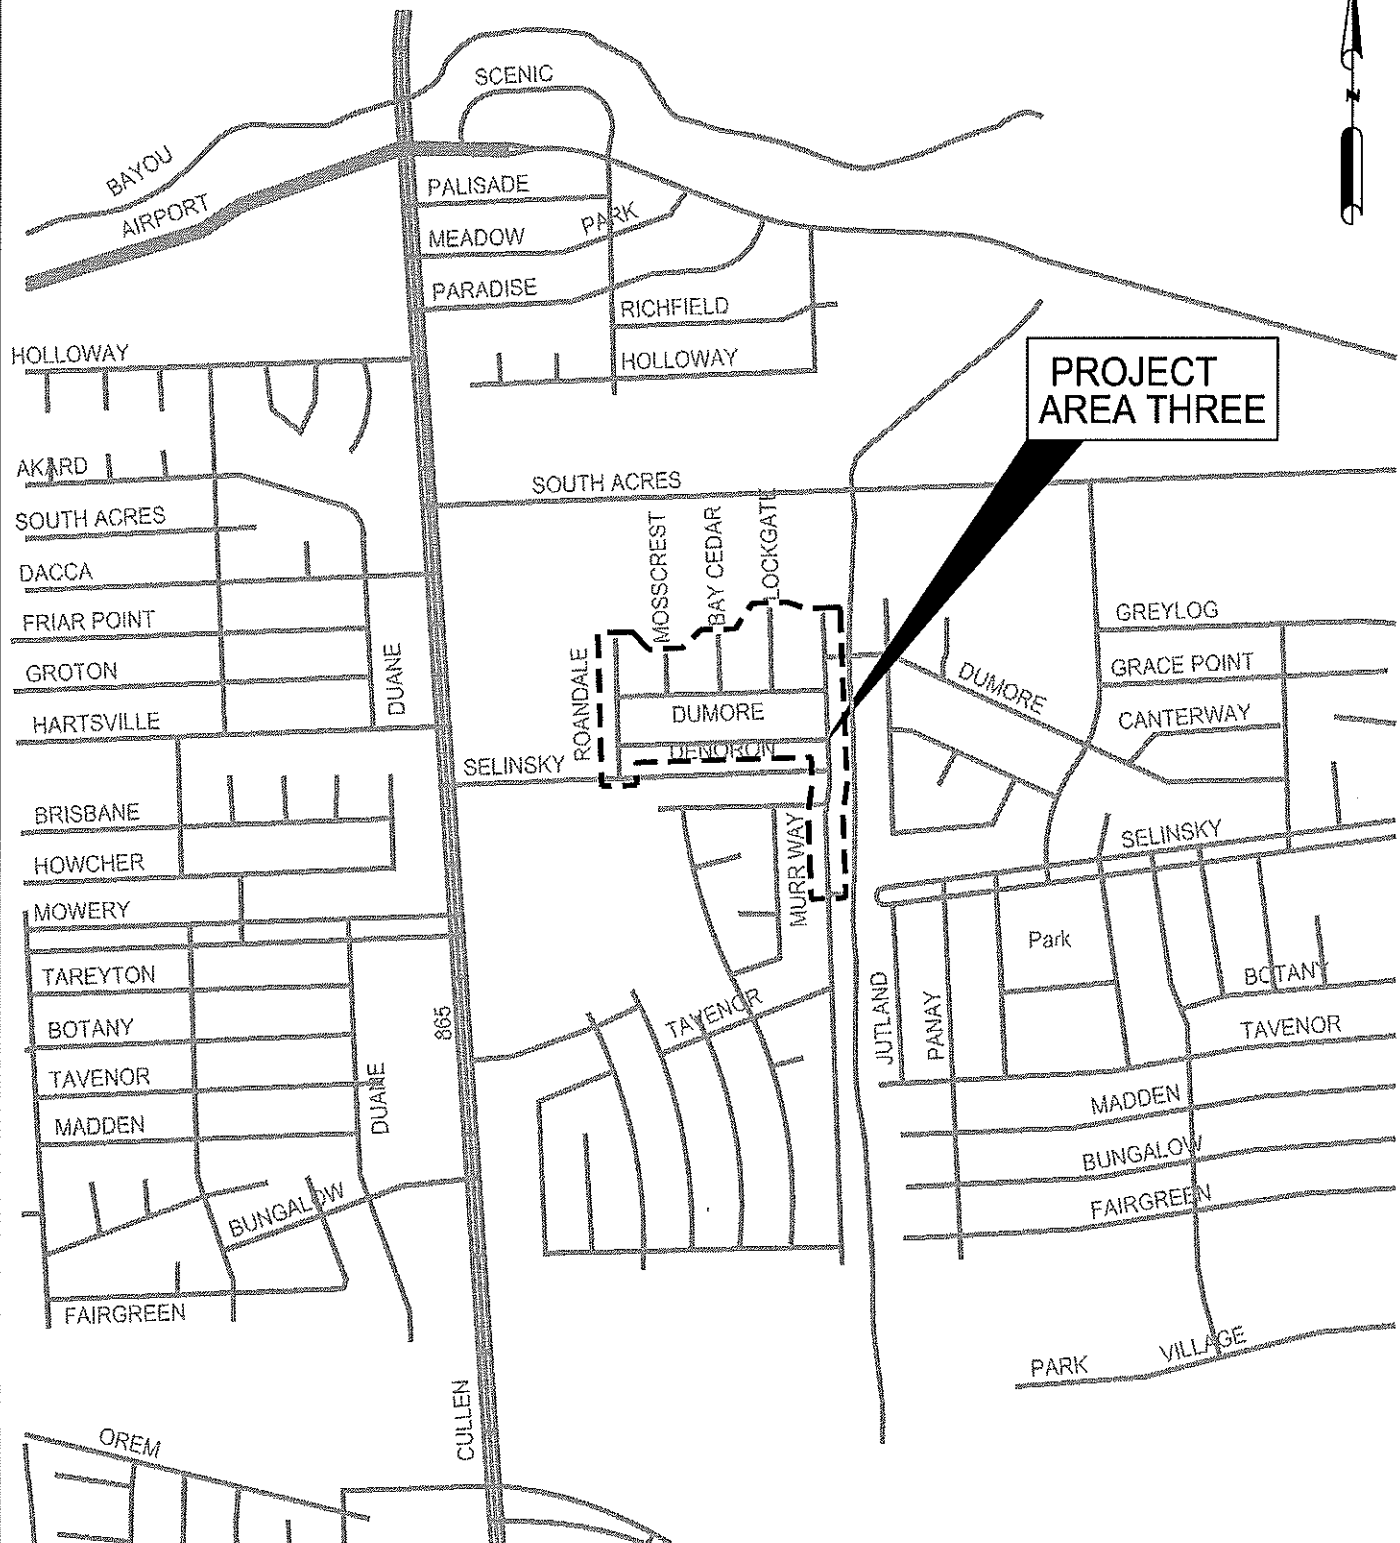 SCENIC
N
BAYOU
AIRPORT
PALISADE
MEADOW PARK
PARADISE
RICHFIELD
HOLLOWAY
HOLLOWAY
PROJECT
AREA THREE
AKARD
SOUTH ACRES
SOUTH ACRES
MOSSCREST
BAY CEDAR
LOCKGATE
DACCA
FRIAR POINT
GROTON
HARTSVILLE
DUANE
ROANDALE
DUMORE
DENORON
SELINSKY
GREYLOG
GRACE POINT
DUMORE
CANTERWAY
SELINSKY
BRISBANE
HOWCHER
MOWERY
MURR WAY
Park
TAREYTON
BOTANY
TAVENOR
MADDEN
865
DUANE
TAVENOR
JUTLAND
PANAY
BOTANY
TAVENOR
MADDEN
BUNGALOW
FAIRGREEN
BUNGALOW
FAIRGREEN
PARK VILLAGE
CULLEN
OREM